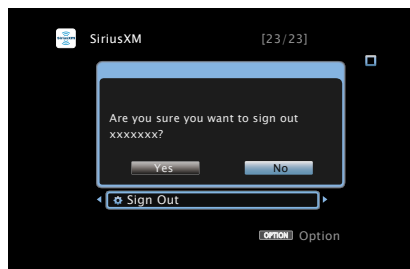 SiriusXM [23/23]
Are you sure you want to sign out
xxxxxxx?
Yes No
Sign Out
OPTION Option